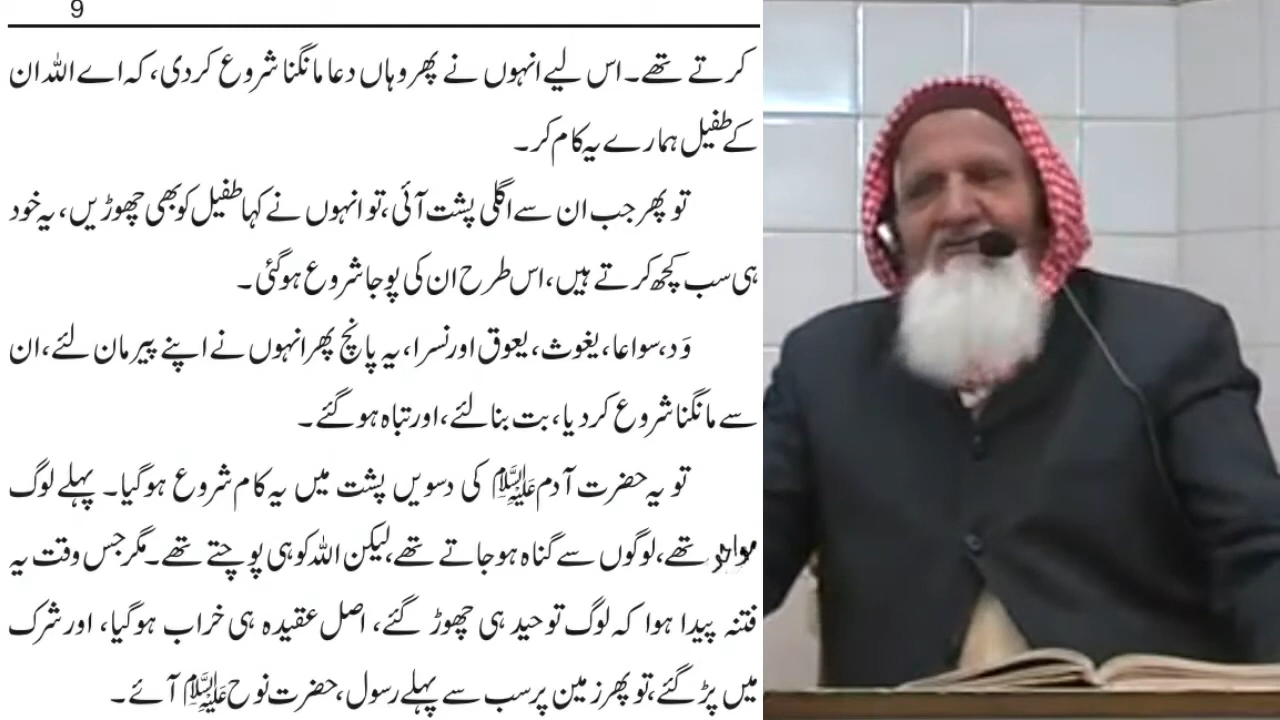 9
کرتے تھے۔ اس لیے انہوں نے پھر وہاں دعا مانگنا شروع کردی، کہ اے اللہ ان
کے طفیل ہمارے یہ کام کر۔
تو پھر جب ان سے اگلی پشت آئی، تو انہوں نے کہا طفیل کو بھی چھوڑیں، یہ خود
ہی سب کچھ کرتے ہیں، اس طرح ان کی پوجا شروع ہوگئی۔
وَد، سواعا، یغوث، یعوق اور نسرا، یہ پانچ پھر انہوں نے اپنے پیر مان لئے، ان
سے مانگنا شروع کر دیا، بت بنا لئے، اور تباہ ہو گئے۔
تو یہ حضرت آدم علیہ السلام کی دسویں پشت میں یہ کام شروع ہوگیا۔ پہلے لوگ
تھے، لوگوں سے گناہ ہو جاتے تھے، لیکن اللہ کو ہی پوجتے تھے۔ مگر جس وقت یہ
فتنہ پیدا ہوا کہ لوگ توحید ہی چھوڑ گئے، اصل عقیدہ ہی خراب ہوگیا، اور شرک
میں پڑ گئے، تو پھر زمین پر سب سے پہلے رسول، حضرت نوح علیہ السلام آئے۔